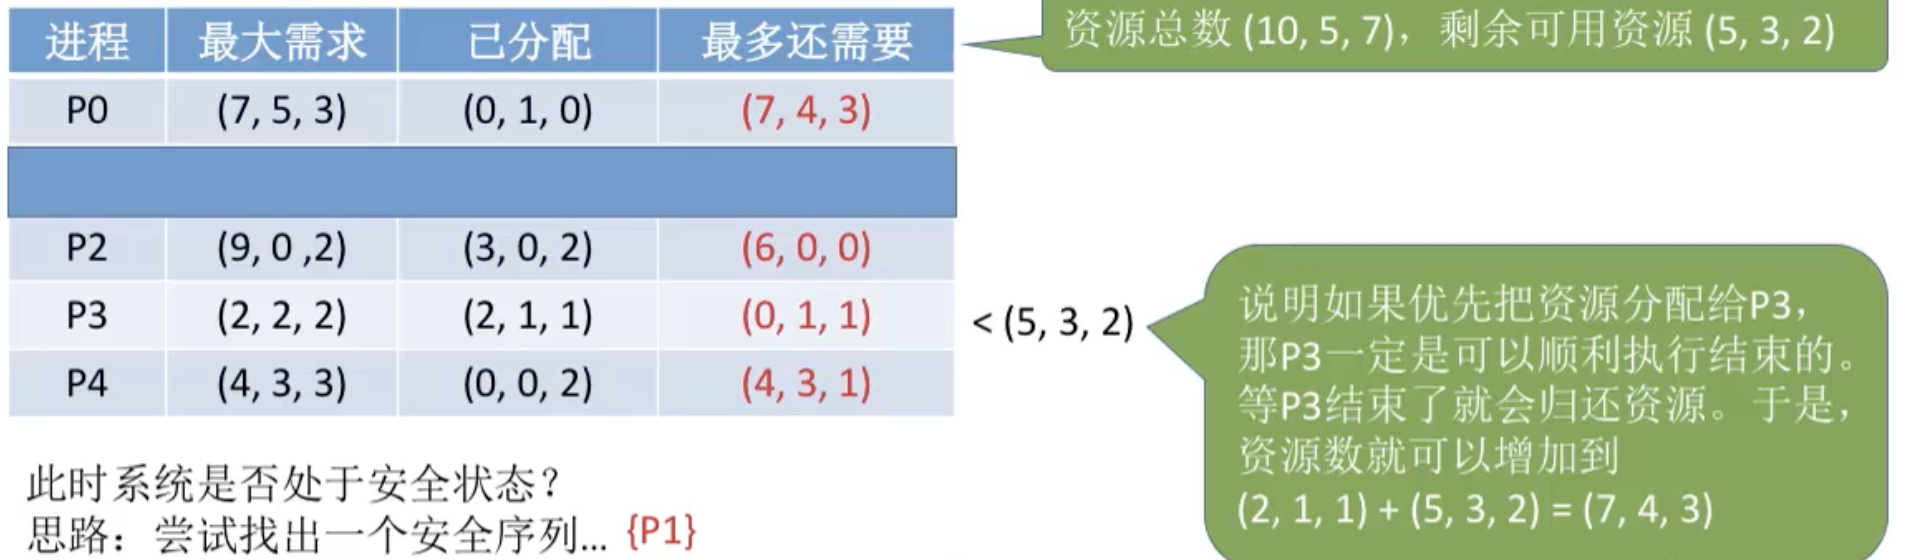 进程 最大需求 已分配 最多还需要
资源总数 (10, 5, 7)，剩余可用资源 (5, 3, 2)
P0 (7, 5, 3) (0, 1, 0) (7, 4, 3)
P2 (9, 0 ,2) (3, 0, 2) (6, 0, 0)
P3 (2, 2, 2) (2, 1, 1) (0, 1, 1)
P4 (4, 3, 3) (0, 0, 2) (4, 3, 1)
< (5, 3, 2)
说明如果优先把资源分配给P3，
那P3一定是可以顺利执行结束的。
等P3结束了就会归还资源。于是，
资源数就可以增加到
(2, 1, 1) + (5, 3, 2) = (7, 4, 3)
此时系统是否处于安全状态？
思路：尝试找出一个安全序列... {P1}